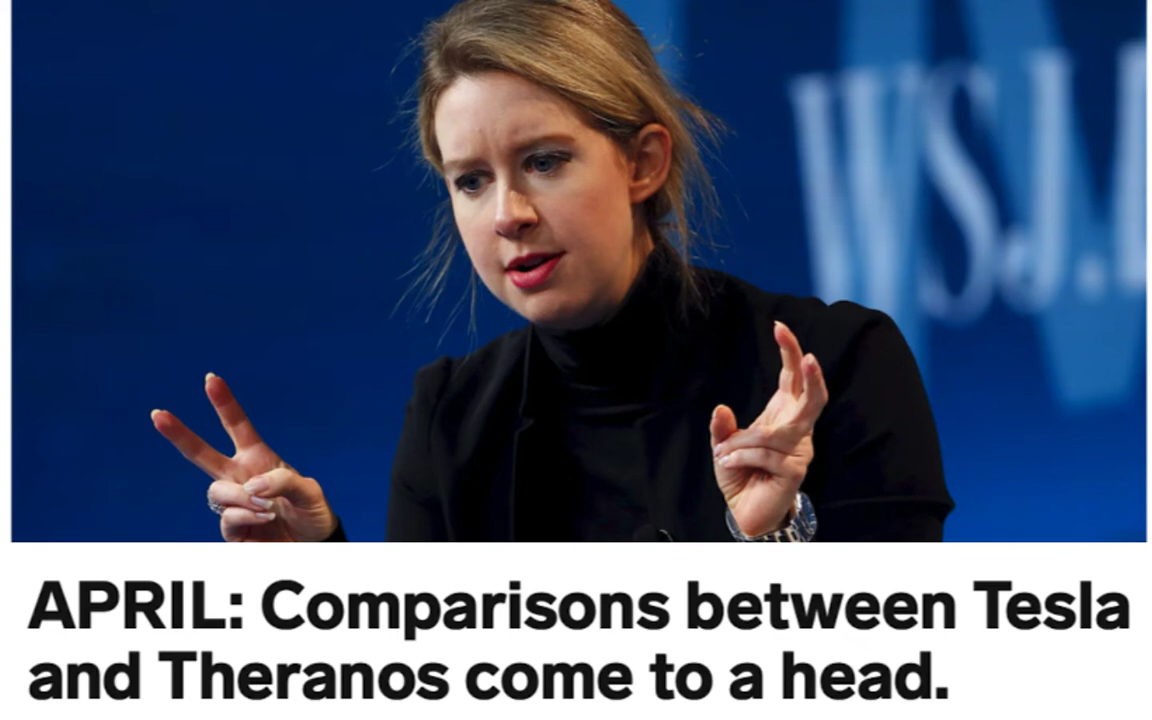 WSJ.
APRIL: Comparisons between Tesla
and Theranos come to a head.